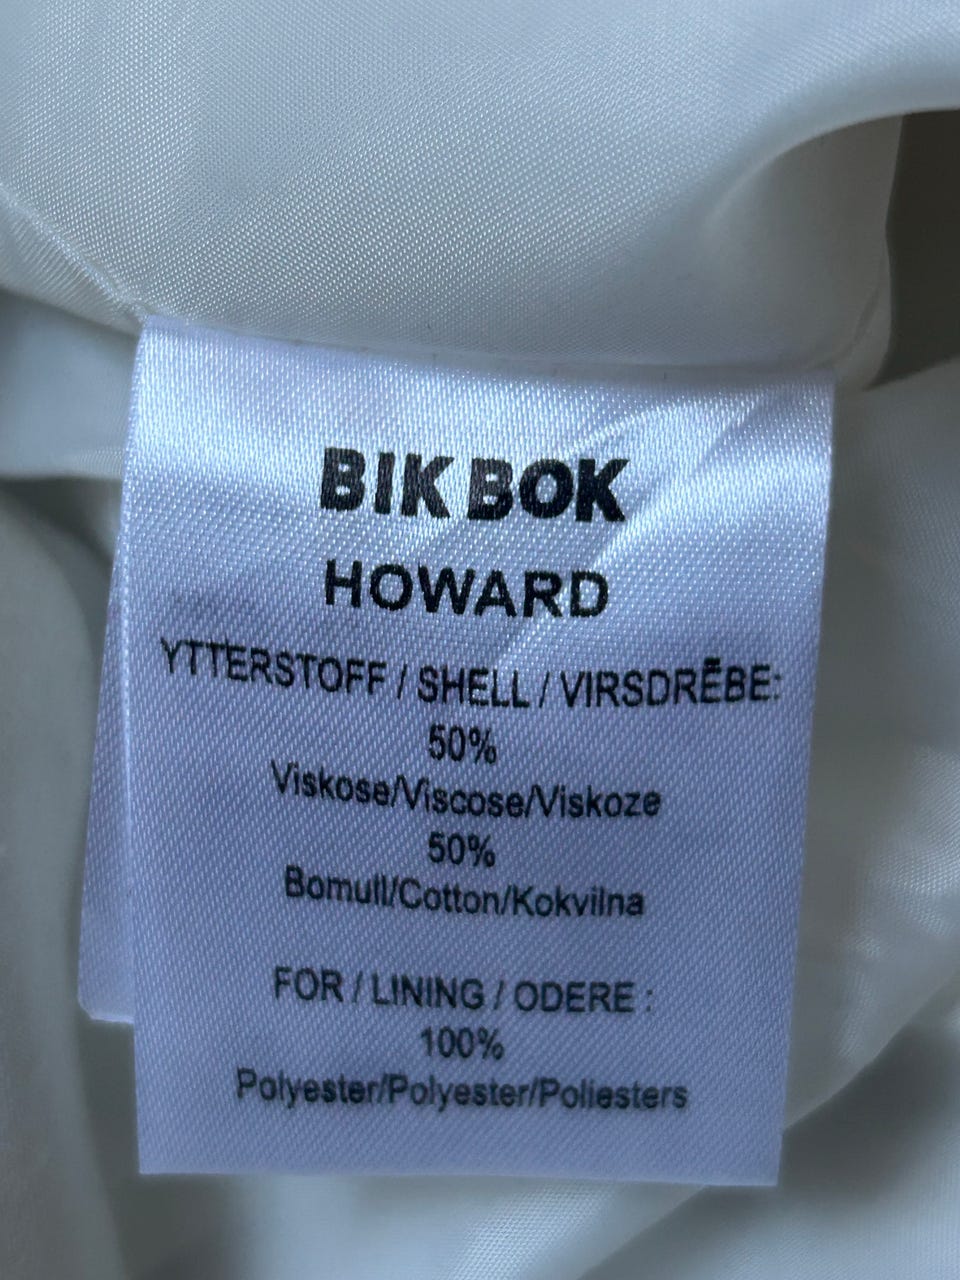 BIK BOK
HOWARD
YTTERSTOFF / SHELL / VIRSDRĒBE:
50%
Viskose/Viscose/Viskoze
50%
Bomull/Cotton/Kokvilna
FOR / LINING / ODERE :
100%
Polyester/Polyester/Poliesters